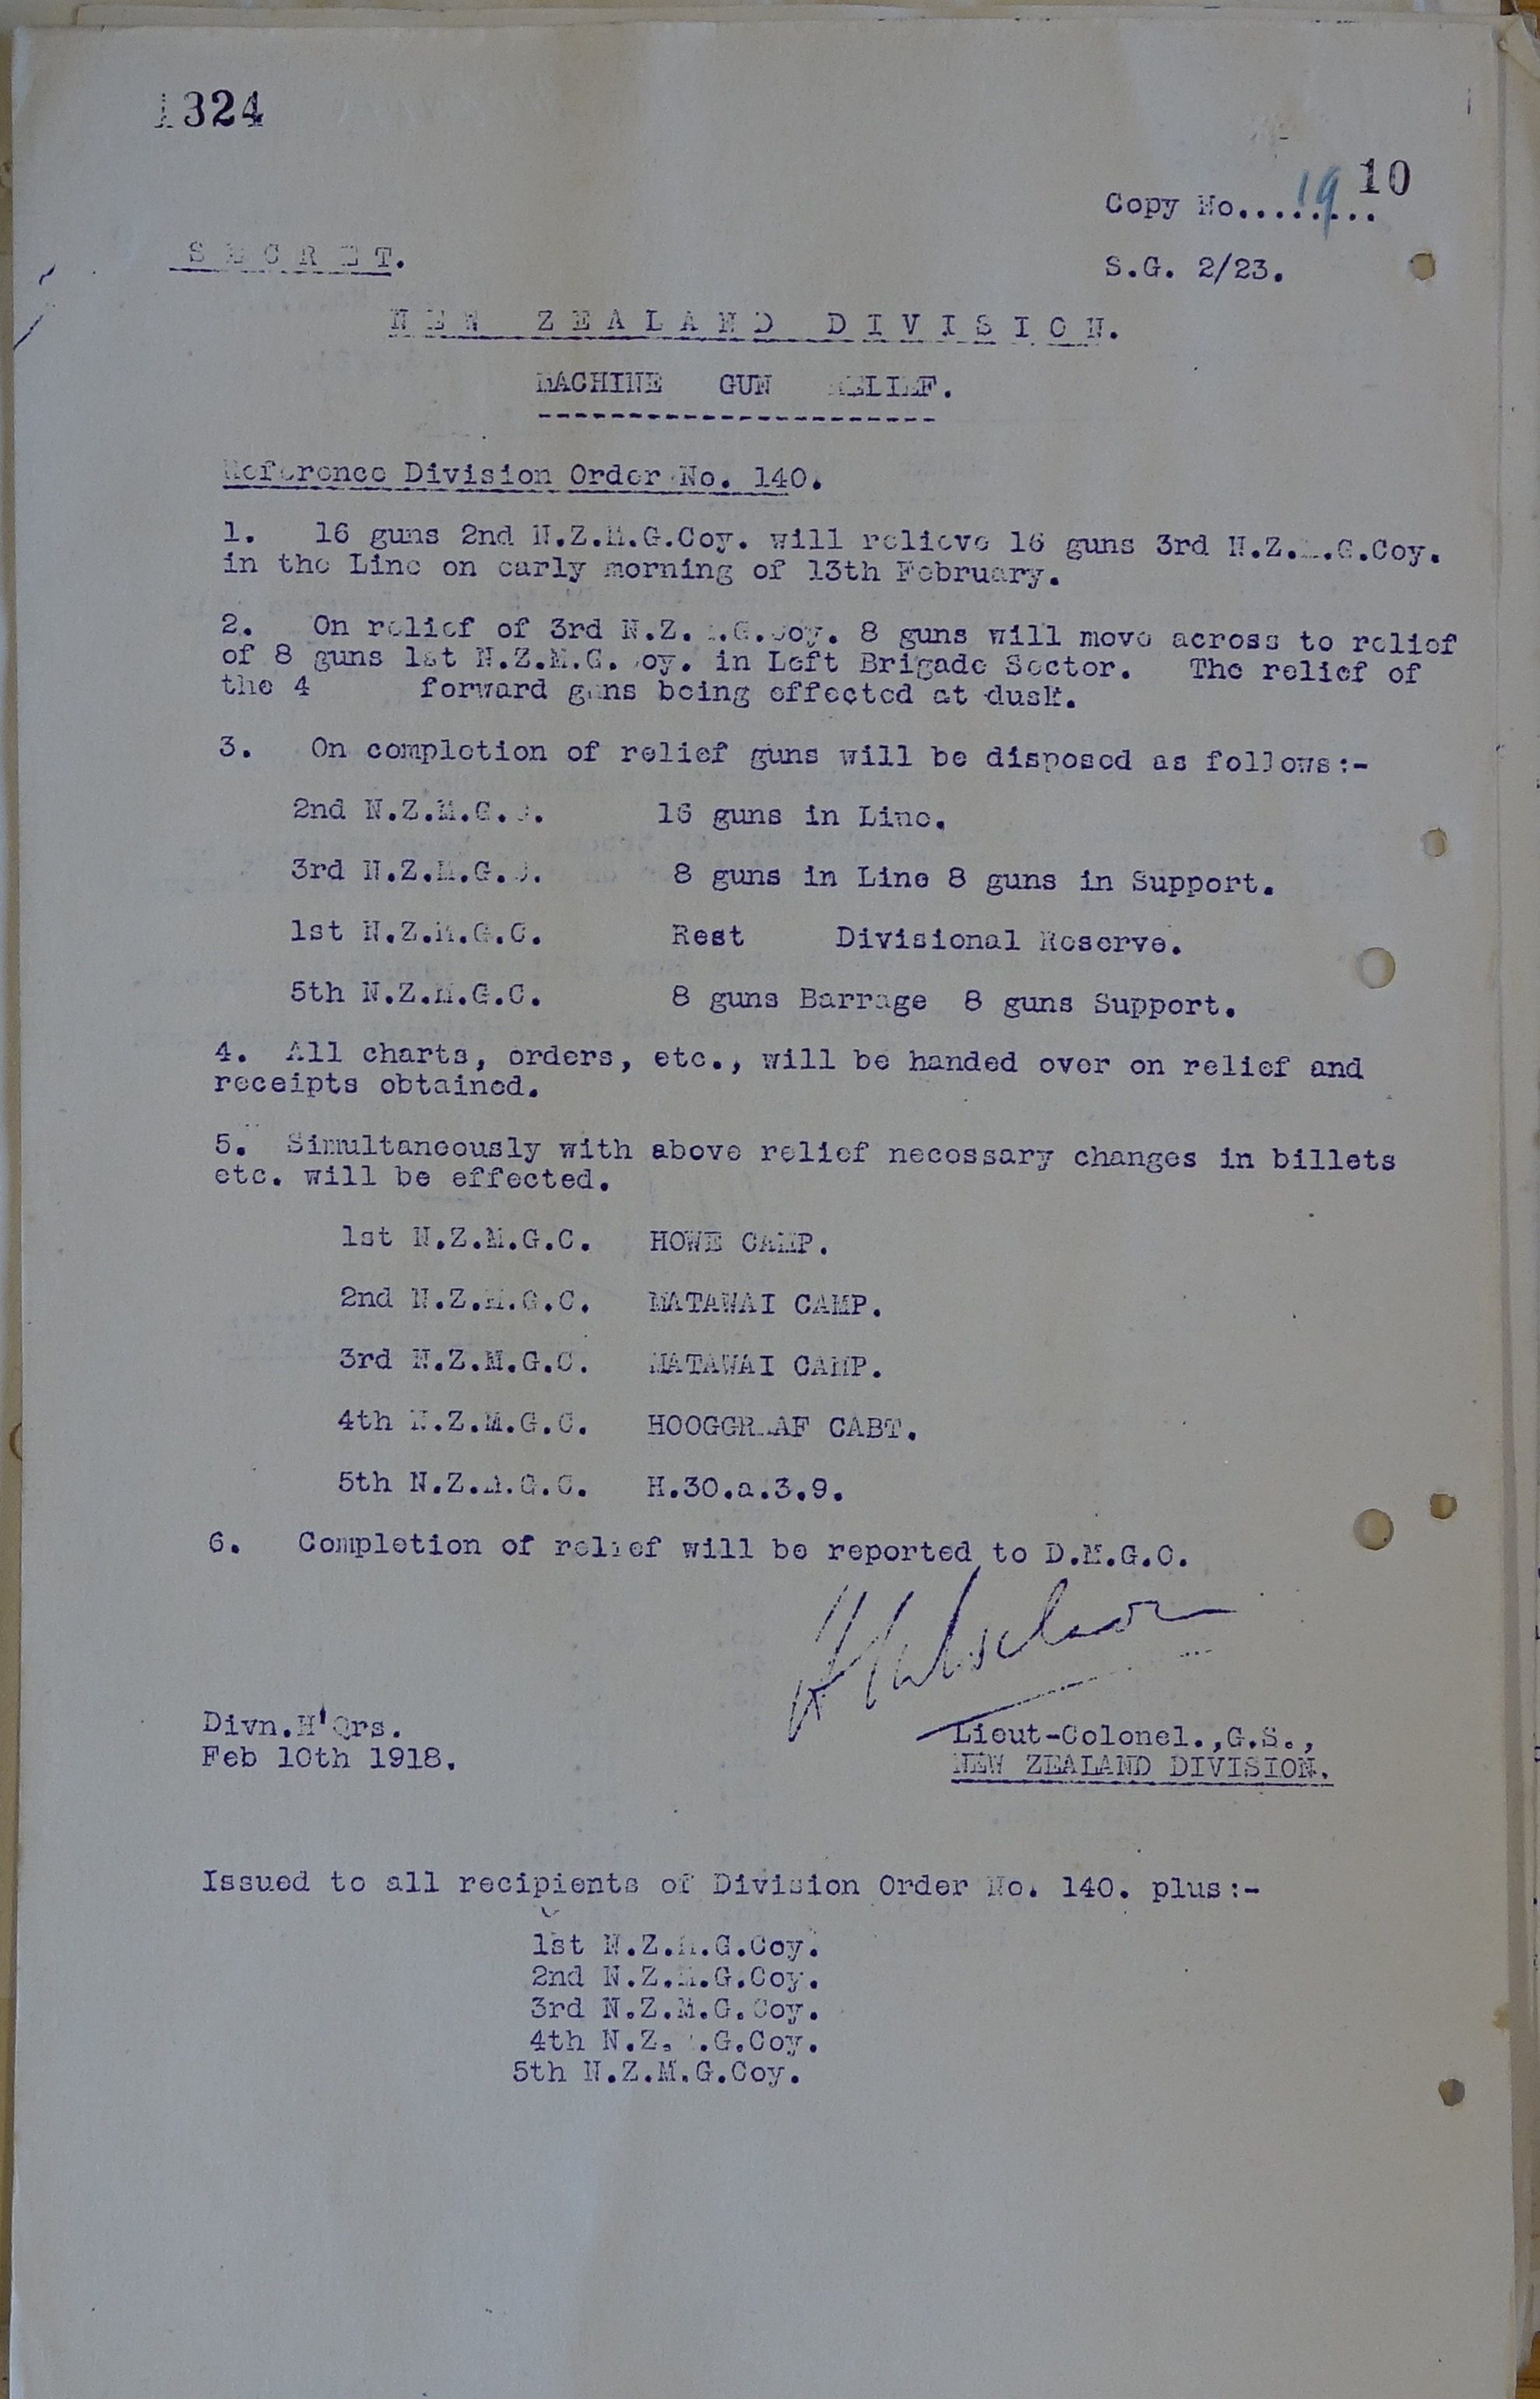 1324
10
Copy No..19.....
S E C R E T.
S.G. 2/23.
N E W Z E A L A N D D I V I S I O N.
MACHINE GUN RELIEF.
Reference Division Order No. 140.
1. 16 guns 2nd N.Z.M.G.Coy. will relieve 16 guns 3rd N.Z.M.G.Coy.
in the Line on early morning of 13th February.
2. On relief of 3rd N.Z.M.G.Coy. 8 guns will move across to relief
of 8 guns 1st N.Z.M.G.Coy. in Left Brigade Sector. The relief of
the 4 forward guns being effected at dusk.
3. On completion of relief guns will be disposed as follows:-
2nd N.Z.M.G.C. 16 guns in Line.
3rd N.Z.M.G.C. 8 guns in Line 8 guns in Support.
1st N.Z.M.G.C. Rest Divisional Reserve.
5th N.Z.M.G.C. 8 guns Barrage 8 guns Support.
4. All charts, orders, etc., will be handed over on relief and
receipts obtained.
5. Simultaneously with above relief necessary changes in billets
etc. will be effected.
1st N.Z.M.G.C. HOWE CAMP.
2nd N.Z.M.G.C. MATAWAI CAMP.
3rd N.Z.M.G.C. MATAWAI CAMP.
4th N.Z.M.G.C. HOOGGRAAF CABT.
5th N.Z.M.G.C. H.30.a.3.9.
6. Completion of relief will be reported to D.M.G.O.
Divn.H'Qrs.
Feb 10th 1918.
Lieut-Colonel.,G.S.,
NEW ZEALAND DIVISION.
Issued to all recipients of Division Order No. 140. plus:-
1st N.Z.M.G.Coy.
2nd N.Z.M.G.Coy.
3rd N.Z.M.G.Coy.
4th N.Z.M.G.Coy.
5th N.Z.M.G.Coy.